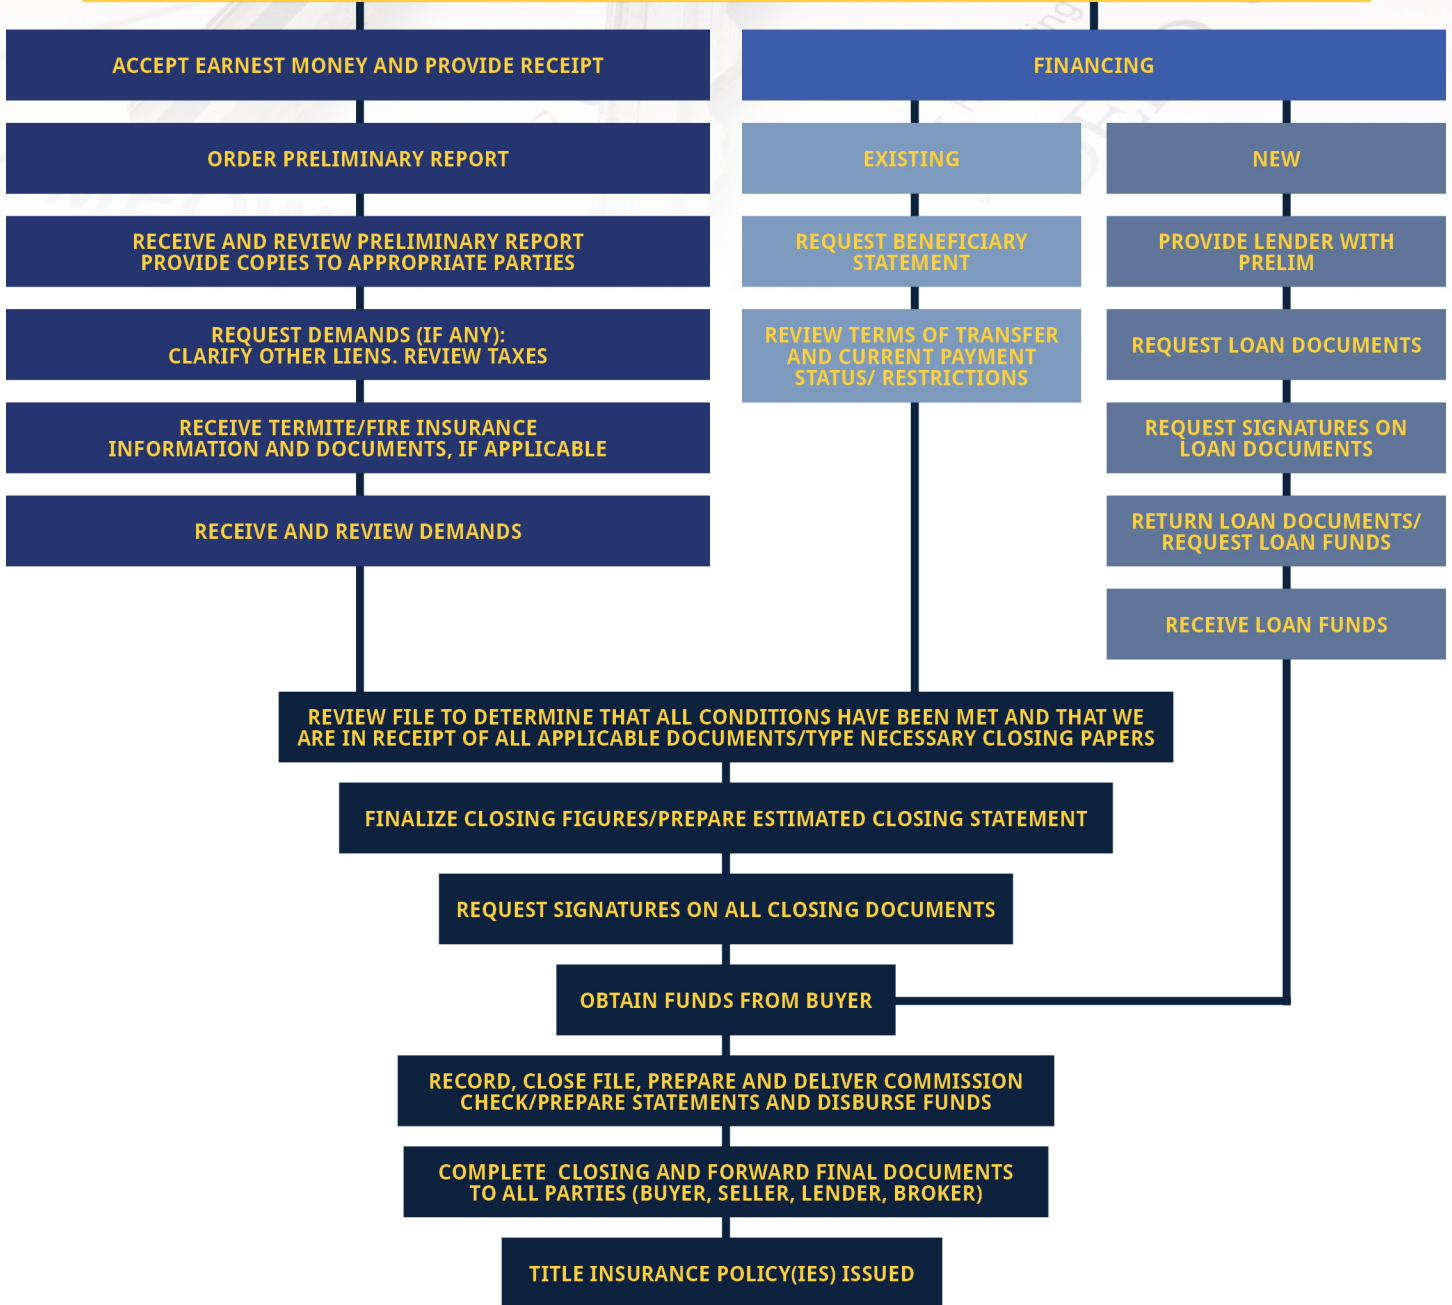 ACCEPT EARNEST MONEY AND PROVIDE RECEIPT
ORDER PRELIMINARY REPORT
RECEIVE AND REVIEW PRELIMINARY REPORT
PROVIDE COPIES TO APPROPRIATE PARTIES
REQUEST DEMANDS (IF ANY):
CLARIFY OTHER LIENS. REVIEW TAXES
RECEIVE TERMITE/FIRE INSURANCE
INFORMATION AND DOCUMENTS, IF APPLICABLE
RECEIVE AND REVIEW DEMANDS
FINANCING
EXISTING
REQUEST BENEFICIARY
STATEMENT
REVIEW TERMS OF TRANSFER
AND CURRENT PAYMENT
STATUS/ RESTRICTIONS
NEW
PROVIDE LENDER WITH
PRELIM
REQUEST LOAN DOCUMENTS
REQUEST SIGNATURES ON
LOAN DOCUMENTS
RETURN LOAN DOCUMENTS/
REQUEST LOAN FUNDS
RECEIVE LOAN FUNDS
REVIEW FILE TO DETERMINE THAT ALL CONDITIONS HAVE BEEN MET AND THAT WE
ARE IN RECEIPT OF ALL APPLICABLE DOCUMENTS/TYPE NECESSARY CLOSING PAPERS
FINALIZE CLOSING FIGURES/PREPARE ESTIMATED CLOSING STATEMENT
REQUEST SIGNATURES ON ALL CLOSING DOCUMENTS
OBTAIN FUNDS FROM BUYER
RECORD, CLOSE FILE, PREPARE AND DELIVER COMMISSION
CHECK/PREPARE STATEMENTS AND DISBURSE FUNDS
COMPLETE  CLOSING AND FORWARD FINAL DOCUMENTS
TO ALL PARTIES (BUYER, SELLER, LENDER, BROKER)
TITLE INSURANCE POLICY(IES) ISSUED